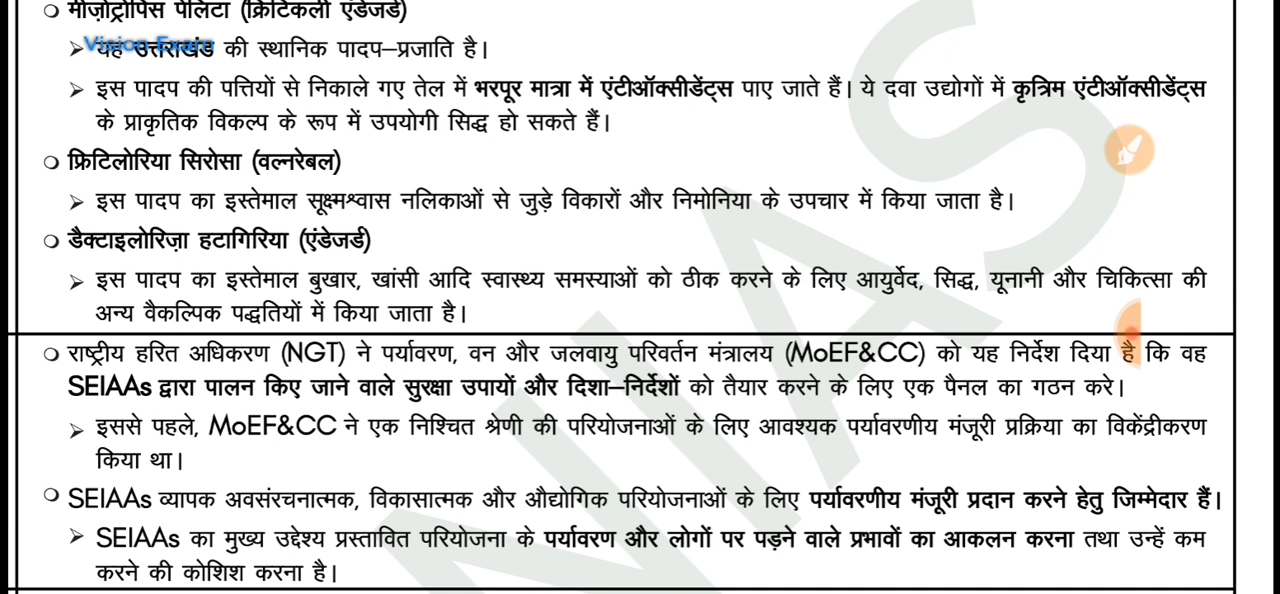 मीज़ोट्रोपिस पेलिटा (क्रिटिकली एंडेजर्ड)
Vision Exam
यह उत्तराखंड की स्थानिक पादप–प्रजाति है।
इस पादप की पत्तियों से निकाले गए तेल में भरपूर मात्रा में एंटीऑक्सीडेंट्स पाए जाते हैं। ये दवा उद्योगों में कृत्रिम एंटीऑक्सीडेंट्स
के प्राकृतिक विकल्प के रूप में उपयोगी सिद्ध हो सकते हैं।
फ्रिटिलोरिया सिरोसा (वल्नरेबल)
इस पादप का इस्तेमाल सूक्ष्मश्वास नलिकाओं से जुड़े विकारों और निमोनिया के उपचार में किया जाता है।
डैक्टाइलोरिज़ा हटागिरिया (एंडेजर्ड)
इस पादप का इस्तेमाल बुखार, खांसी आदि स्वास्थ्य समस्याओं को ठीक करने के लिए आयुर्वेद, सिद्ध, यूनानी और चिकित्सा की
अन्य वैकल्पिक पद्धतियों में किया जाता है।
राष्ट्रीय हरित अधिकरण (NGT) ने पर्यावरण, वन और जलवायु परिवर्तन मंत्रालय (MoEF&CC) को यह निर्देश दिया है कि वह
SEIAAs द्वारा पालन किए जाने वाले सुरक्षा उपायों और दिशा–निर्देशों को तैयार करने के लिए एक पैनल का गठन करे।
इससे पहले, MoEF&CC ने एक निश्चित श्रेणी की परियोजनाओं के लिए आवश्यक पर्यावरणीय मंजूरी प्रक्रिया का विकेंद्रीकरण
किया था।
SEIAAs व्यापक अवसंरचनात्मक, विकासात्मक और औद्योगिक परियोजनाओं के लिए पर्यावरणीय मंजूरी प्रदान करने हेतु जिम्मेदार हैं।
SEIAAs का मुख्य उद्देश्य प्रस्तावित परियोजना के पर्यावरण और लोगों पर पड़ने वाले प्रभावों का आकलन करना तथा उन्हें कम
करने की कोशिश करना है।
NIAS